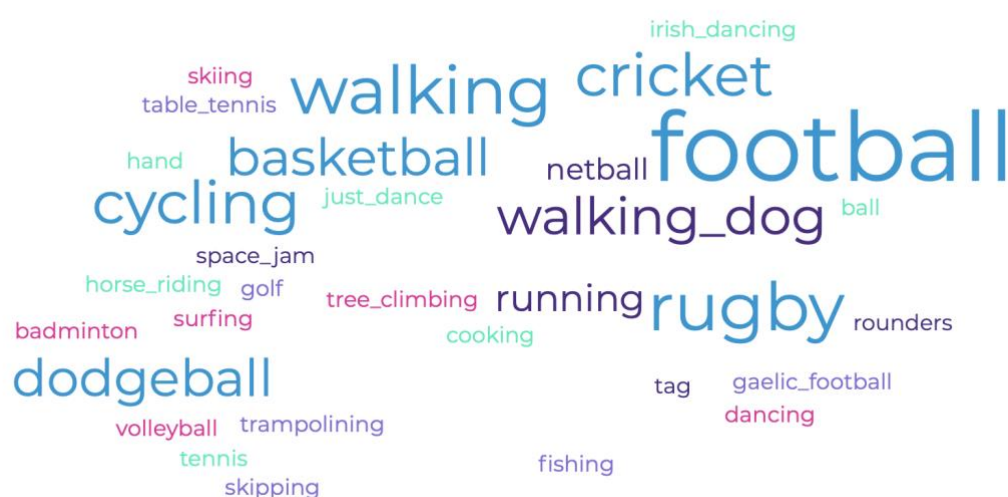 irish_dancing
skiing
walking
cricket
table_tennis
football
hand
basketball
netball
cycling
just_dance
walking_dog
ball
space_jam
horse_riding
golf
tree_climbing
running
rugby
rounders
badminton
surfing
cooking
dodgeball
tag
gaelic_football
volleyball
trampolining
dancing
tennis
fishing
skipping